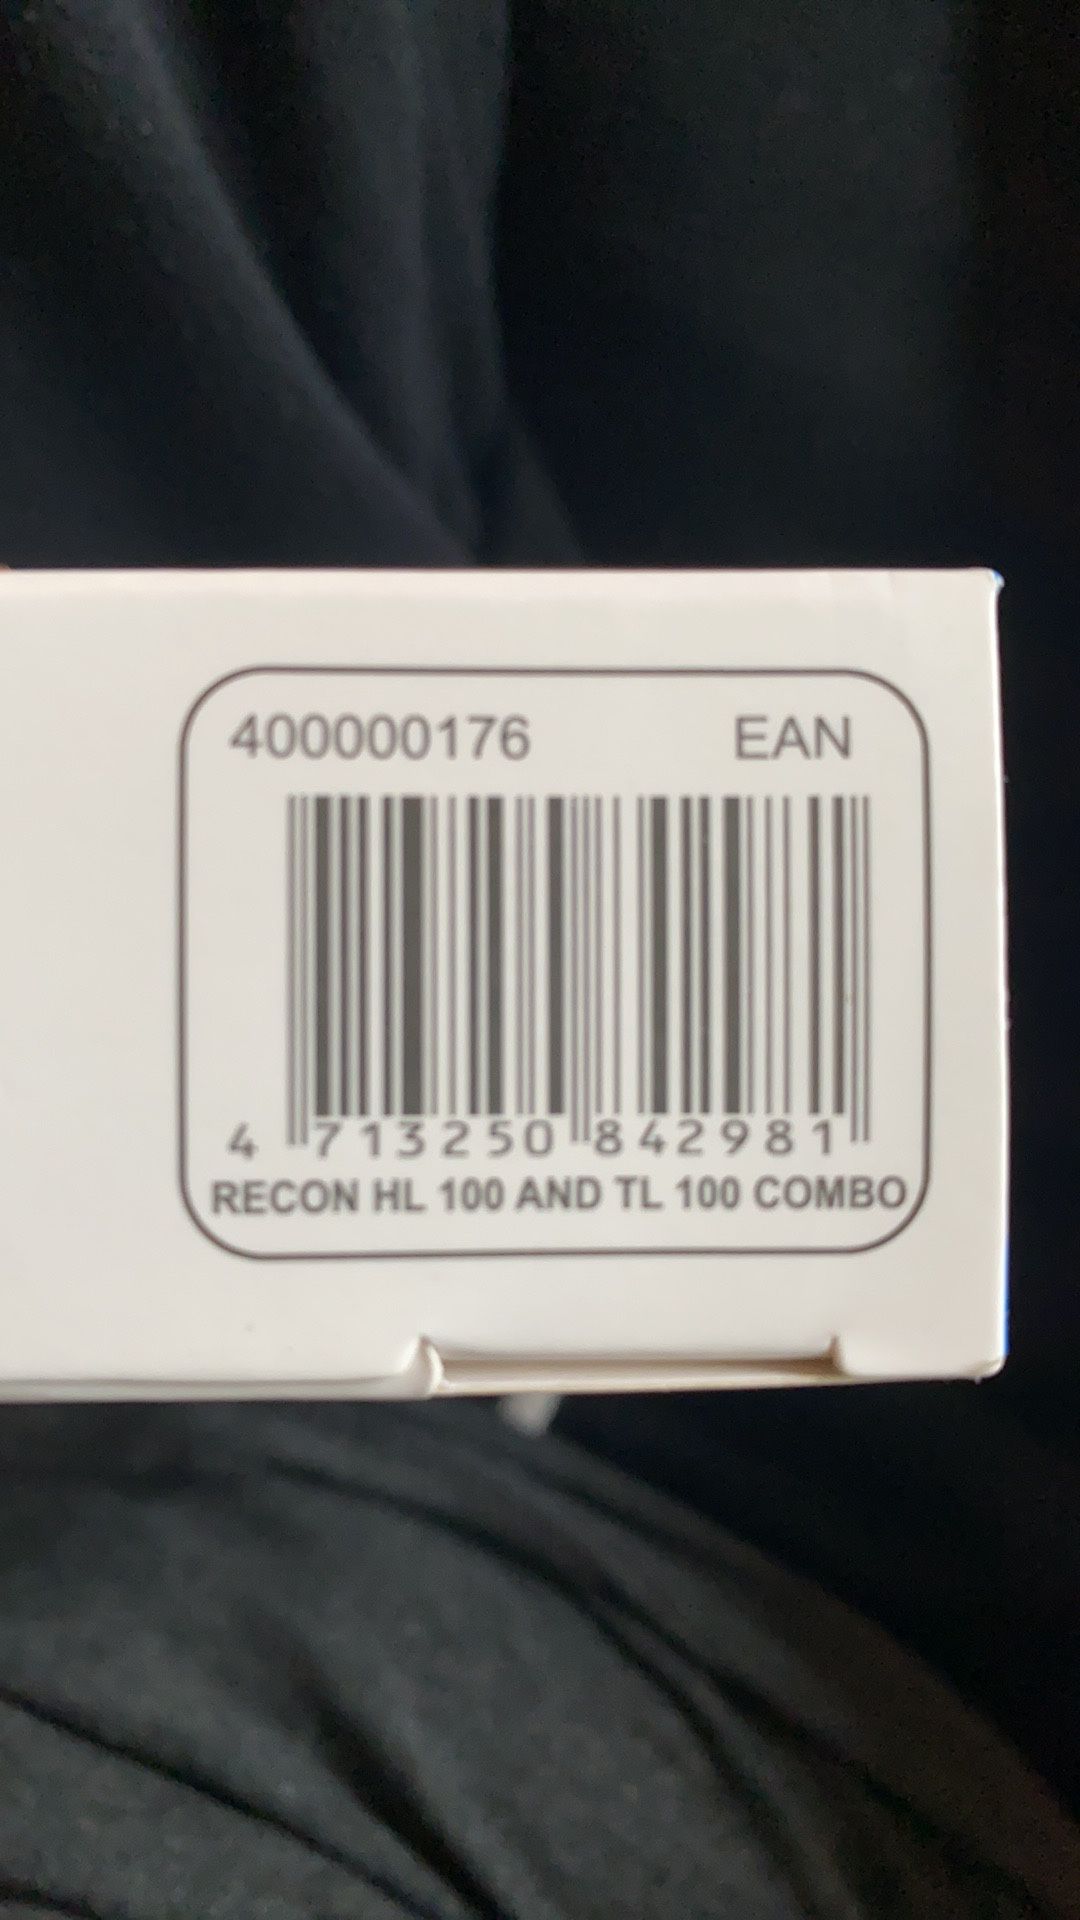 400000176 EAN
4 713250 842981
RECON HL 100 AND TL 100 COMBO